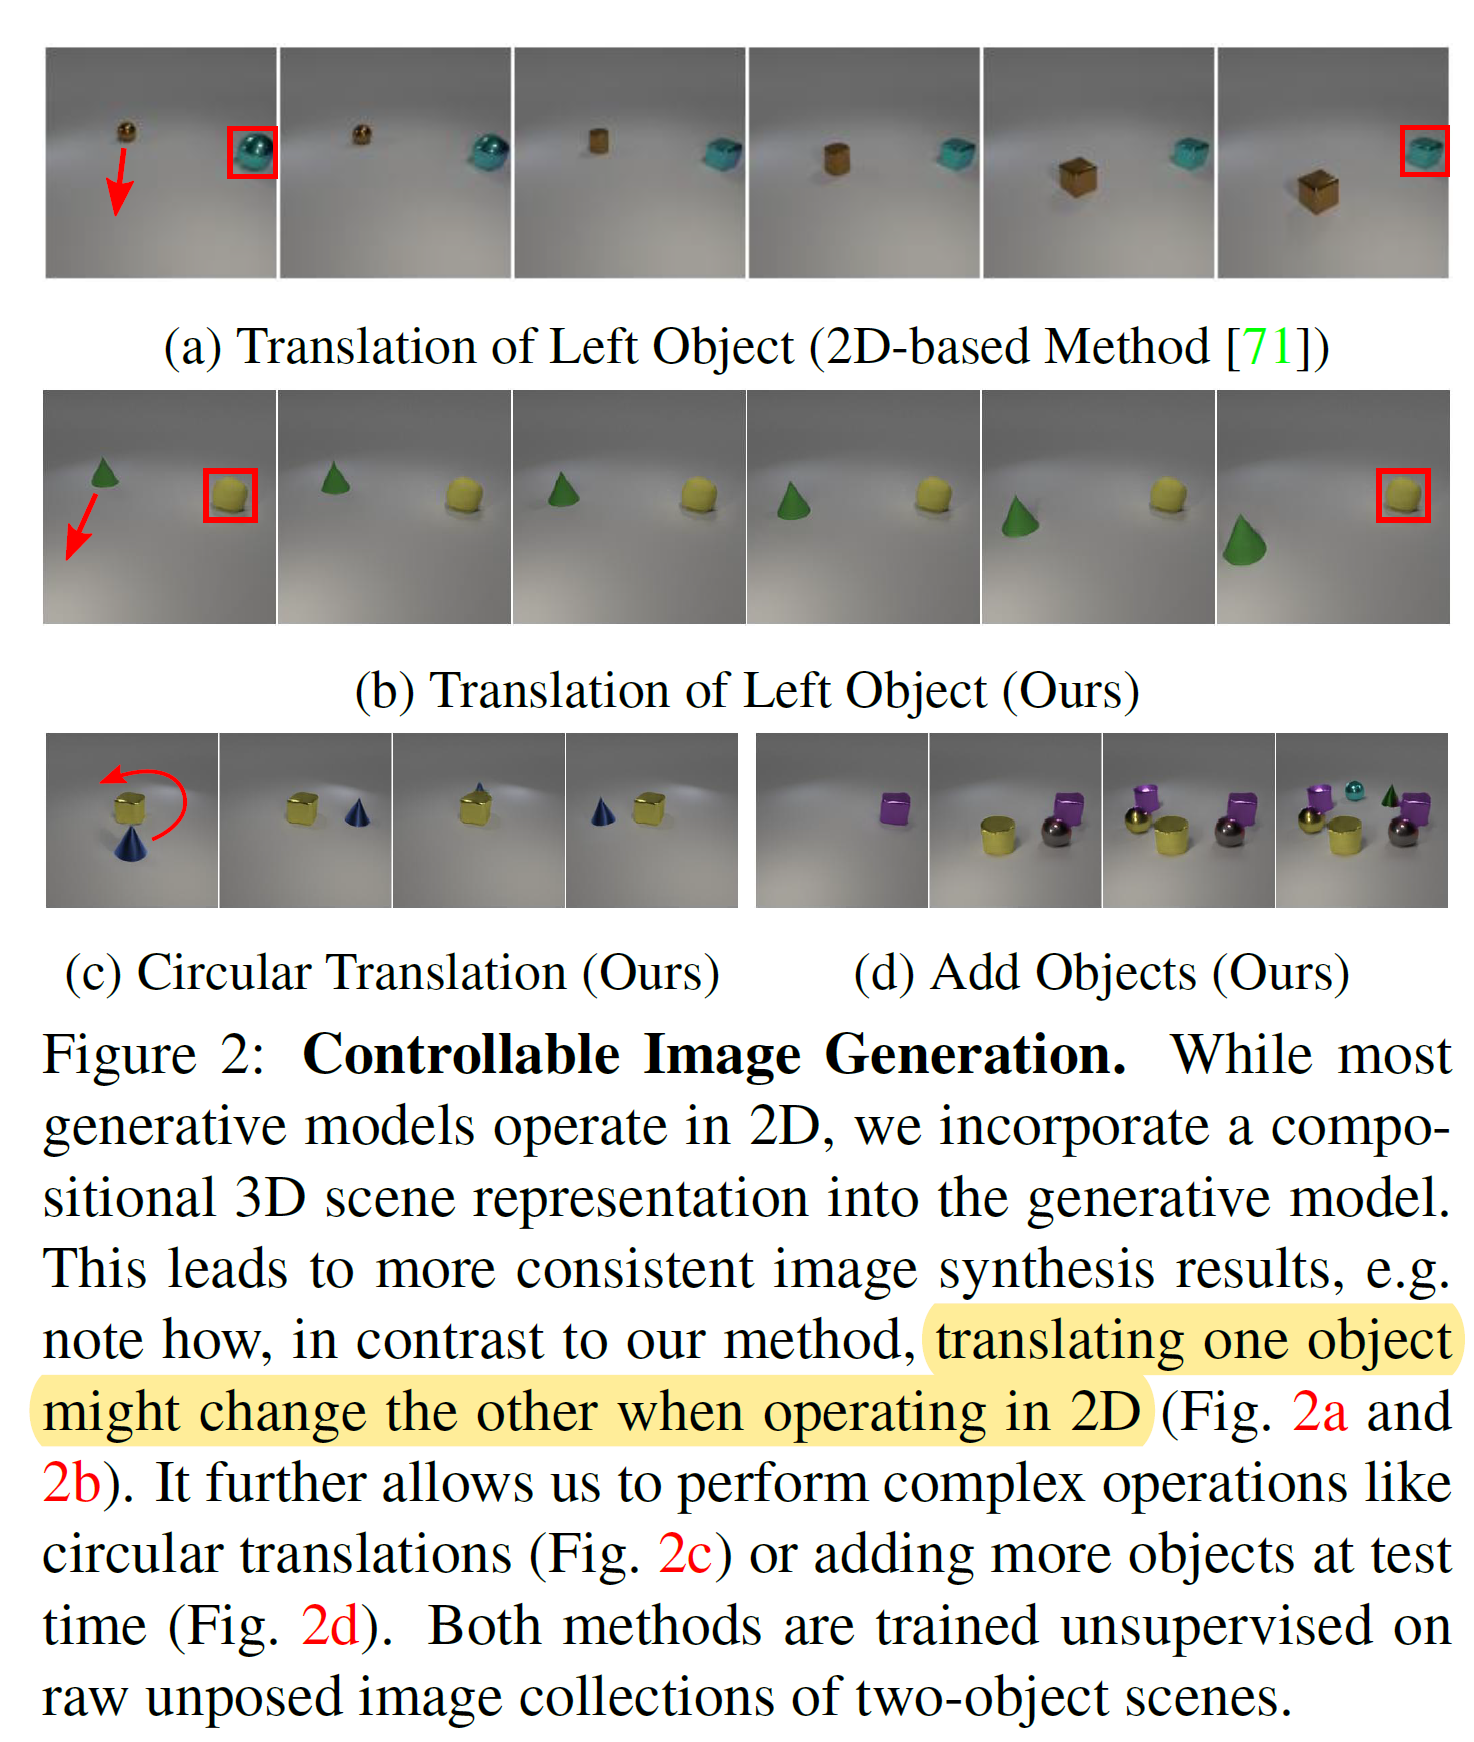 (a) Translation of Left Object (2D-based Method [71])
(b) Translation of Left Object (Ours)
(c) Circular Translation (Ours)
(d) Add Objects (Ours)
Figure 2: Controllable Image Generation. While most
generative models operate in 2D, we incorporate a compo-
sitional 3D scene representation into the generative model.
This leads to more consistent image synthesis results, e.g.
note how, in contrast to our method, translating one object
might change the other when operating in 2D (Fig. 2a and
2b). It further allows us to perform complex operations like
circular translations (Fig. 2c) or adding more objects at test
time (Fig. 2d). Both methods are trained unsupervised on
raw unposed image collections of two-object scenes.